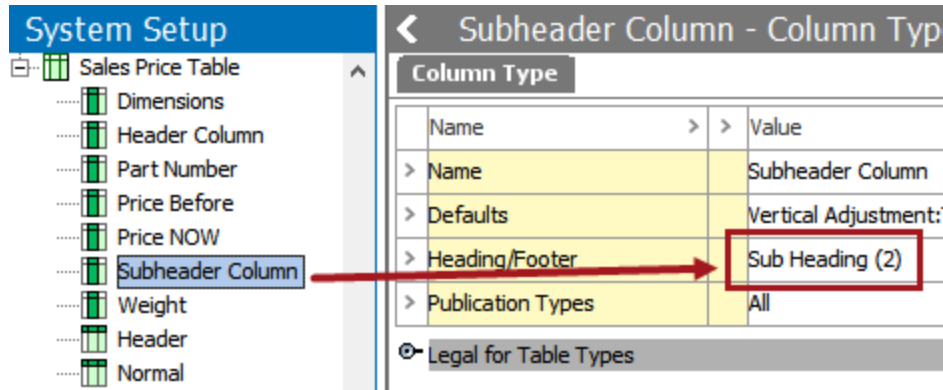 System Setup
Sales Price Table
Dimensions
Header Column
Part Number
Price Before
Price NOW
Subheader Column
Weight
Header
Normal
Subheader Column - Column Typ
Column Type
Name > > Value
> Name Subheader Column
> Defaults Vertical Adjustment:
> Heading/Footer Sub Heading (2)
> Publication Types All
Legal for Table Types